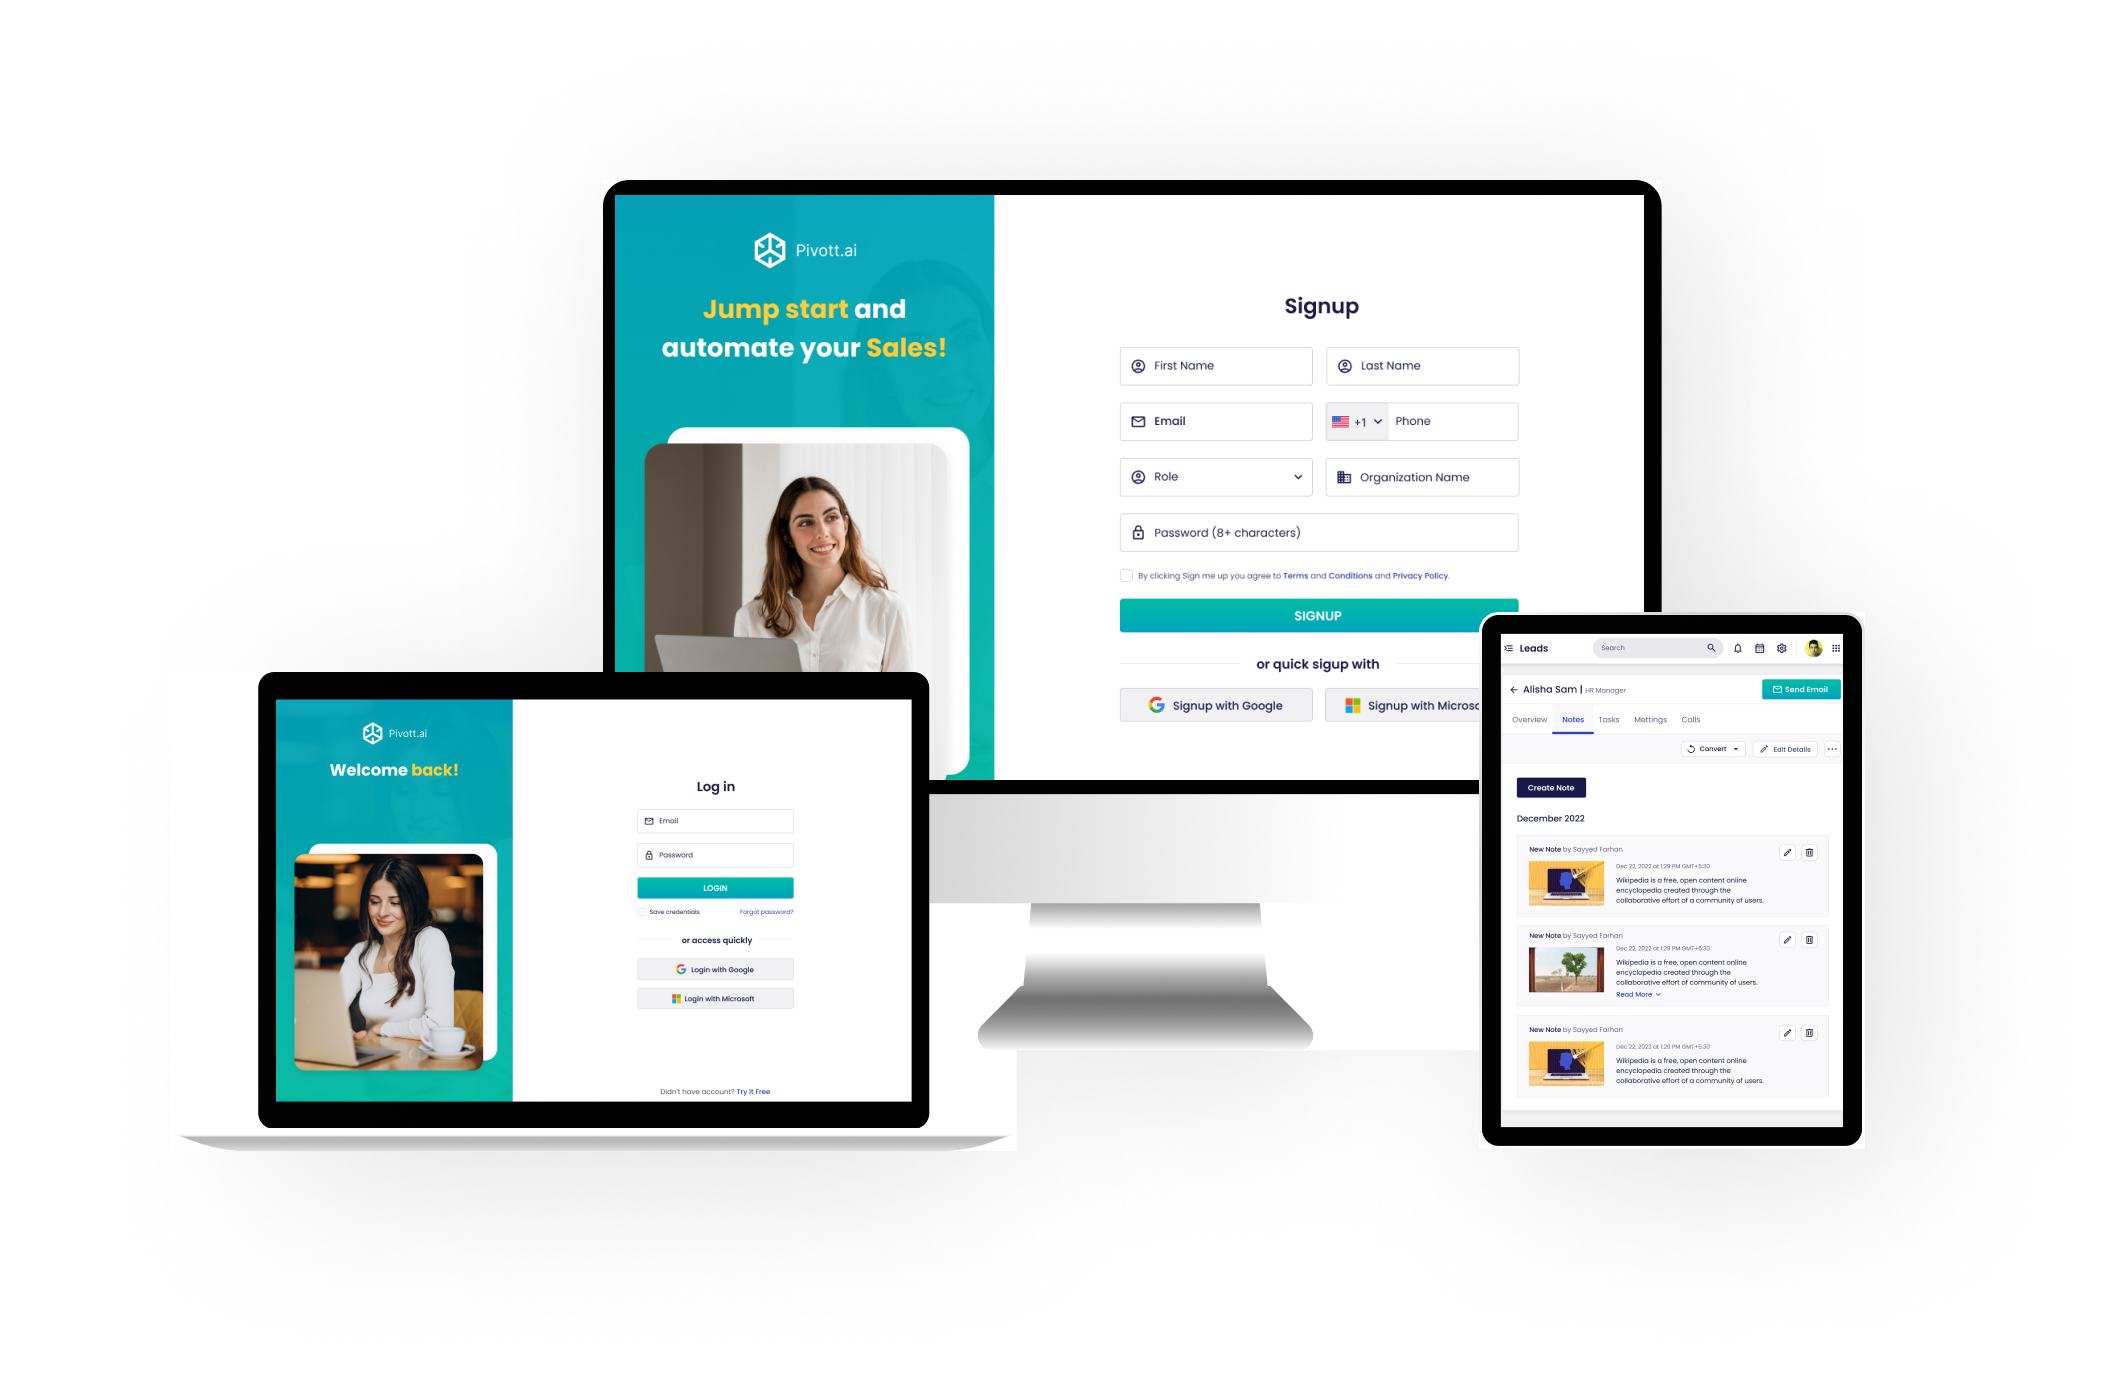 Pivott.ai
Jump start and
automate your Sales!
Signup
First Name
Last Name
Email
+1
Phone
Role
Organization Name
Password (8+ characters)
By clicking Sign me up you agree to Terms and Conditions and Privacy Policy.
SIGNUP
or quick sigup with
Signup with Google
Signup with Microsc
Pivott.ai
Welcome back!
Log in
Email
Password
LOGIN
Save credentials
Forgot password?
or access quickly
Login with Google
Login with Microsoft
Didn't have account? Try It Free
Leads
Search
Alisha Sam | HR Manager
Send Email
Overview
Notes
Tasks
Mettings
Calls
Convert
Edit Details
Create Note
December 2022
New Note by Sayyed Farhan
Dec 22, 2022 at 1:29 PM GMT+5:30
Wikipedia is a free, open content online
encyclopedia created through the
collaborative effort of a community of users.
New Note by Sayyed Farhan
Dec 22, 2022 at 1:29 PM GMT+5:30
Wikipedia is a free, open content online
encyclopedia created through the
collaborative effort of community of users.
Read More
New Note by Sayyed Farhan
Dec 22, 2022 at 1:29 PM GMT+5:30
Wikipedia is a free, open content online
encyclopedia created through the
collaborative effort of a community of users.